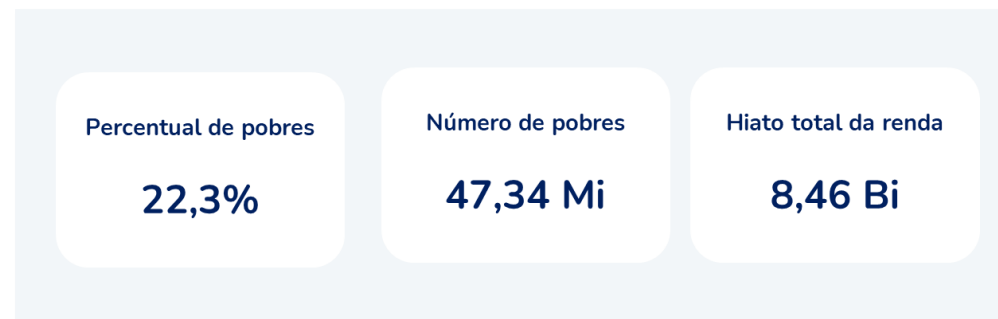 Percentual de pobres
22,3%
Número de pobres
47,34 Mi
Hiato total da renda
8,46 Bi